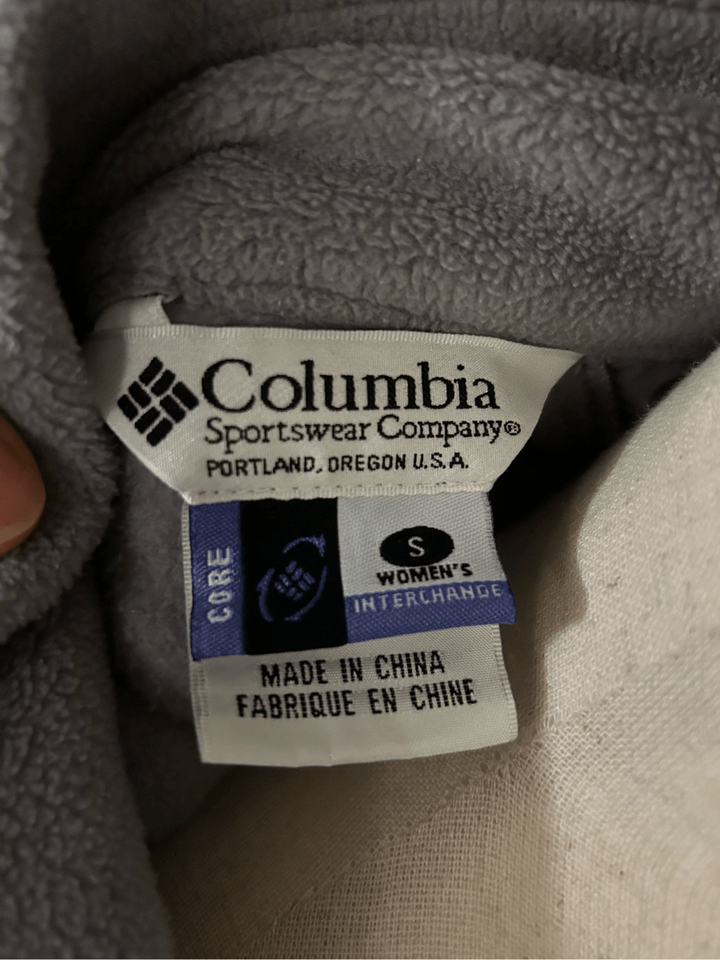 Columbia
Sportswear Company®
PORTLAND, OREGON U.S.A.
CORE
S
WOMEN'S
INTERCHANGE
MADE IN CHINA
FABRIQUE EN CHINE